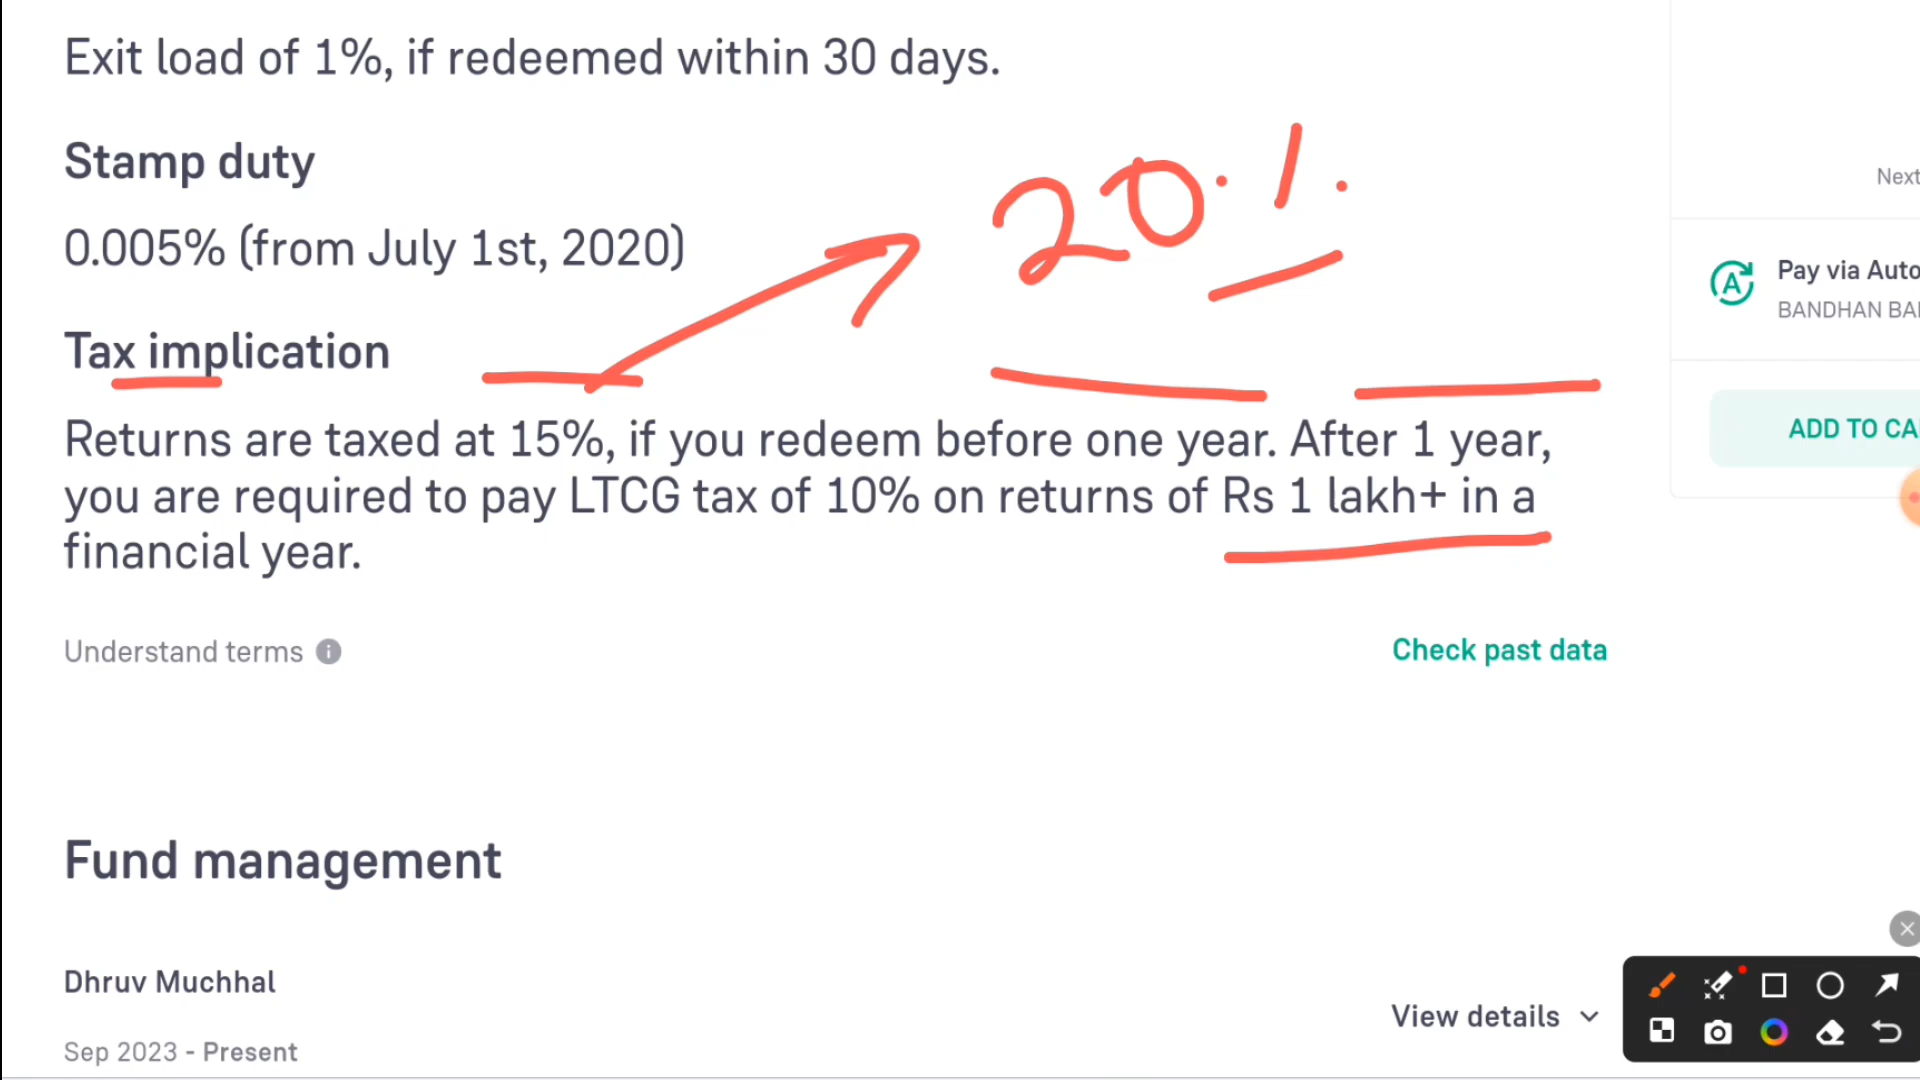 Exit load of 1%, if redeemed within 30 days.
Stamp duty
20%
Next
0.005% (from July 1st, 2020)
Pay via Auto
BANDHAN BA
Tax implication
Returns are taxed at 15%, if you redeem before one year. After 1 year,
you are required to pay LTCG tax of 10% on returns of Rs 1 lakh+ in a
financial year.
ADD TO CA
Understand terms
Check past data
Fund management
Dhruv Muchhal
Sep 2023 - Present
View details